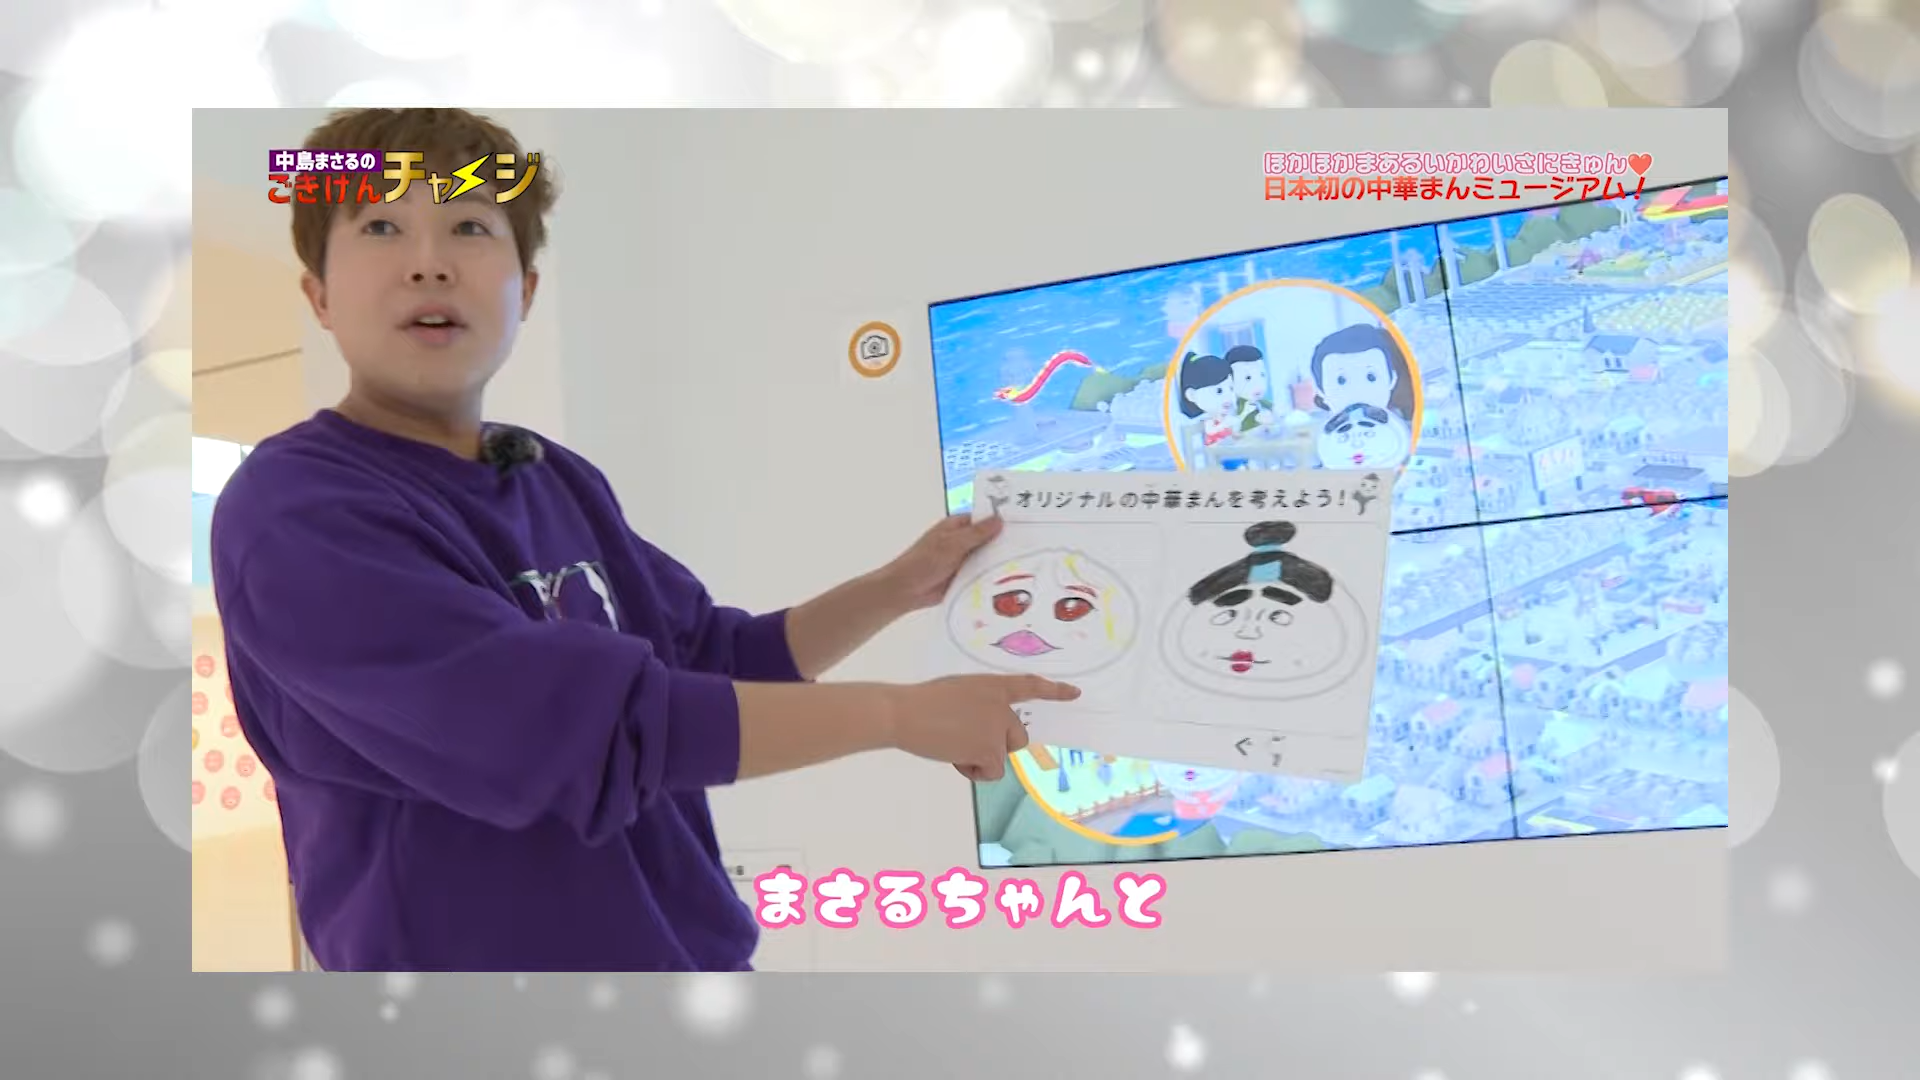 中島まさるの
ごきげんチャージ
ほかほかまあるいかわいさにきゅん❤
日本初の中華まんミュージアム!
オリジナルの中華まんを考えよう!
まさるちゃんと